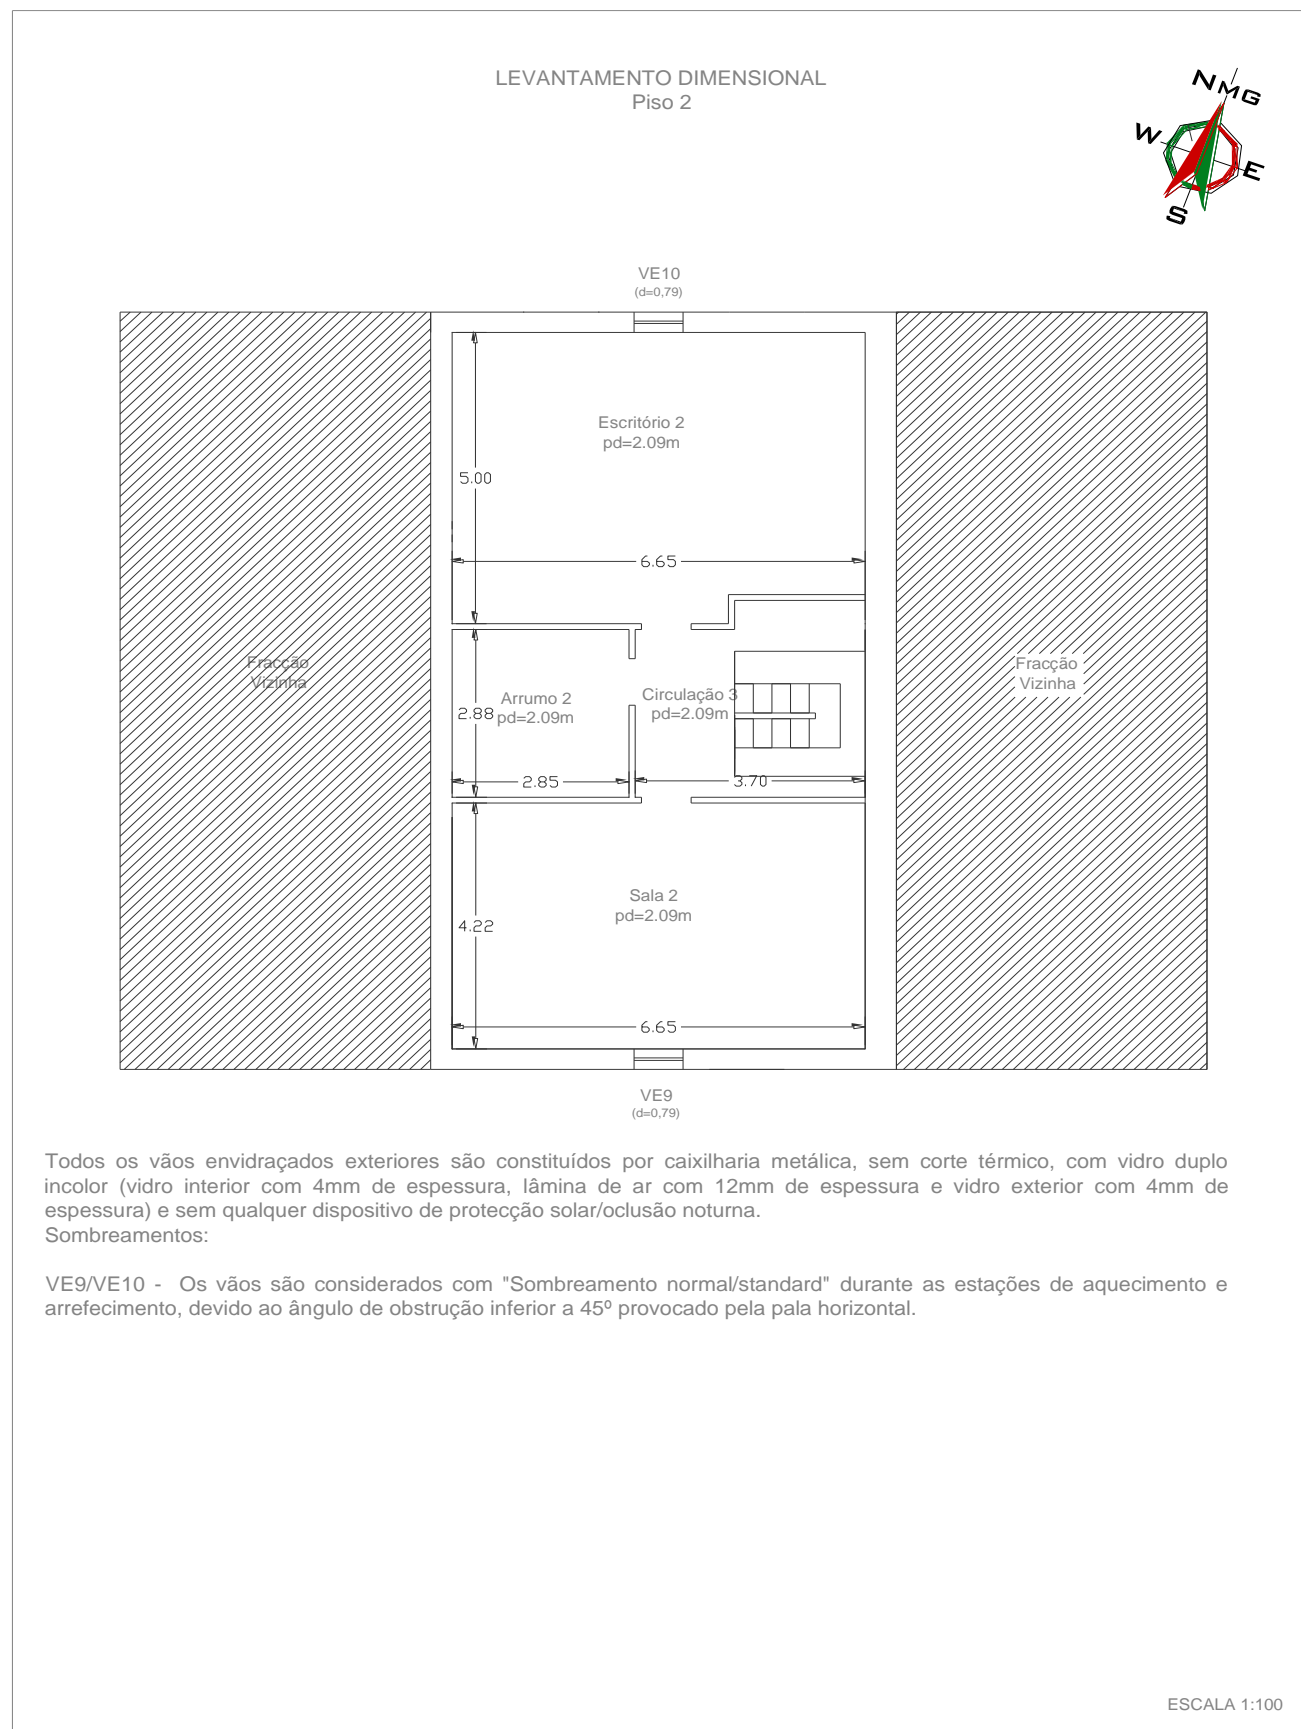 LEVANTAMENTO DIMENSIONAL
Piso 2
N
MG
W
E
S
VE10
(d=0,79)
Escritório 2
pd=2.09m
5.00
6.65
Fracção
Vizinha
Fracção
Vizinha
Arrumo 2
pd=2.09m
Circulação 3
pd=2.09m
2.88
2.85
3.70
Sala 2
pd=2.09m
4.22
6.65
VE9
(d=0,79)
Todos os vãos envidraçados exteriores são constituídos por caixilharia metálica, sem corte térmico, com vidro duplo
incolor (vidro interior com 4mm de espessura, lâmina de ar com 12mm de espessura e vidro exterior com 4mm de
espessura) e sem qualquer dispositivo de protecção solar/oclusão noturna.
Sombreamentos:
VE9/VE10 - Os vãos são considerados com "Sombreamento normal/standard" durante as estações de aquecimento e
arrefecimento, devido ao ângulo de obstrução inferior a 45º provocado pela pala horizontal.
ESCALA 1:100